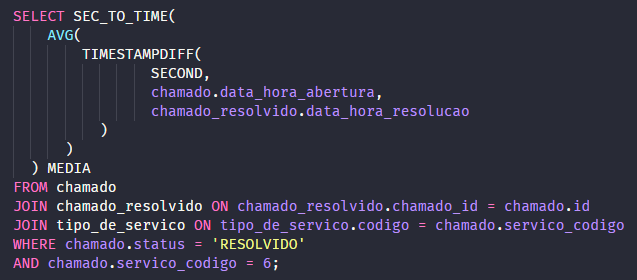 SELECT SEC_TO_TIME(
AVG(
TIMESTAMPDIFF(
SECOND,
chamado.data_hora_abertura,
chamado_resolvido.data_hora_resolucao
)
)
) MEDIA
FROM chamado
JOIN chamado_resolvido ON chamado_resolvido.chamado_id = chamado.id
JOIN tipo_de_servico ON tipo_de_servico.codigo = chamado.servico_codigo
WHERE chamado.status = 'RESOLVIDO'
AND chamado.servico_codigo = 6;